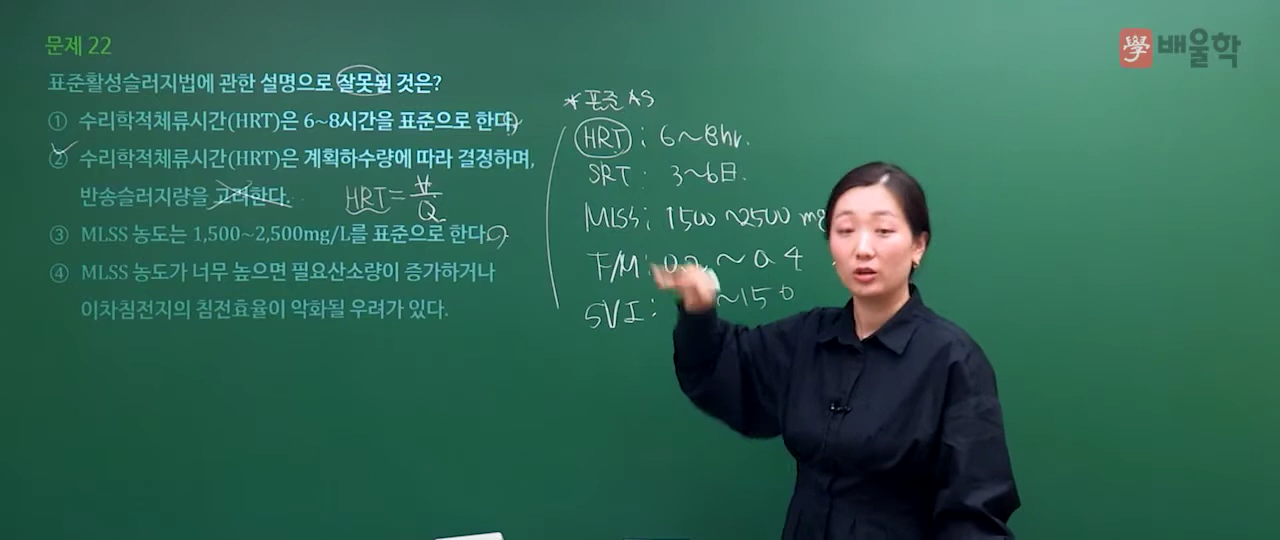 문제 22
學 배울학
표준활성슬러지법에 관한 설명으로 잘못된 것은?
① 수리학적체류시간(HRT)은 6~8시간을 표준으로 한다.
② 수리학적체류시간(HRT)은 계획하수량에 따라 결정하며,
반송슬러지량을 고려한다.
HRT = V/Q
③ MLSS 농도는 1,500~2,500mg/L를 표준으로 한다.
④ MLSS 농도가 너무 높으면 필요산소량이 증가하거나
이차침전지의 침전효율이 악화될 우려가 있다.
* 표준 AS
HRT : 6~8hr.
SRT : 3~6日.
MLSS : 1500~2500 mg
F/M : ~0.4
SVI : ~150